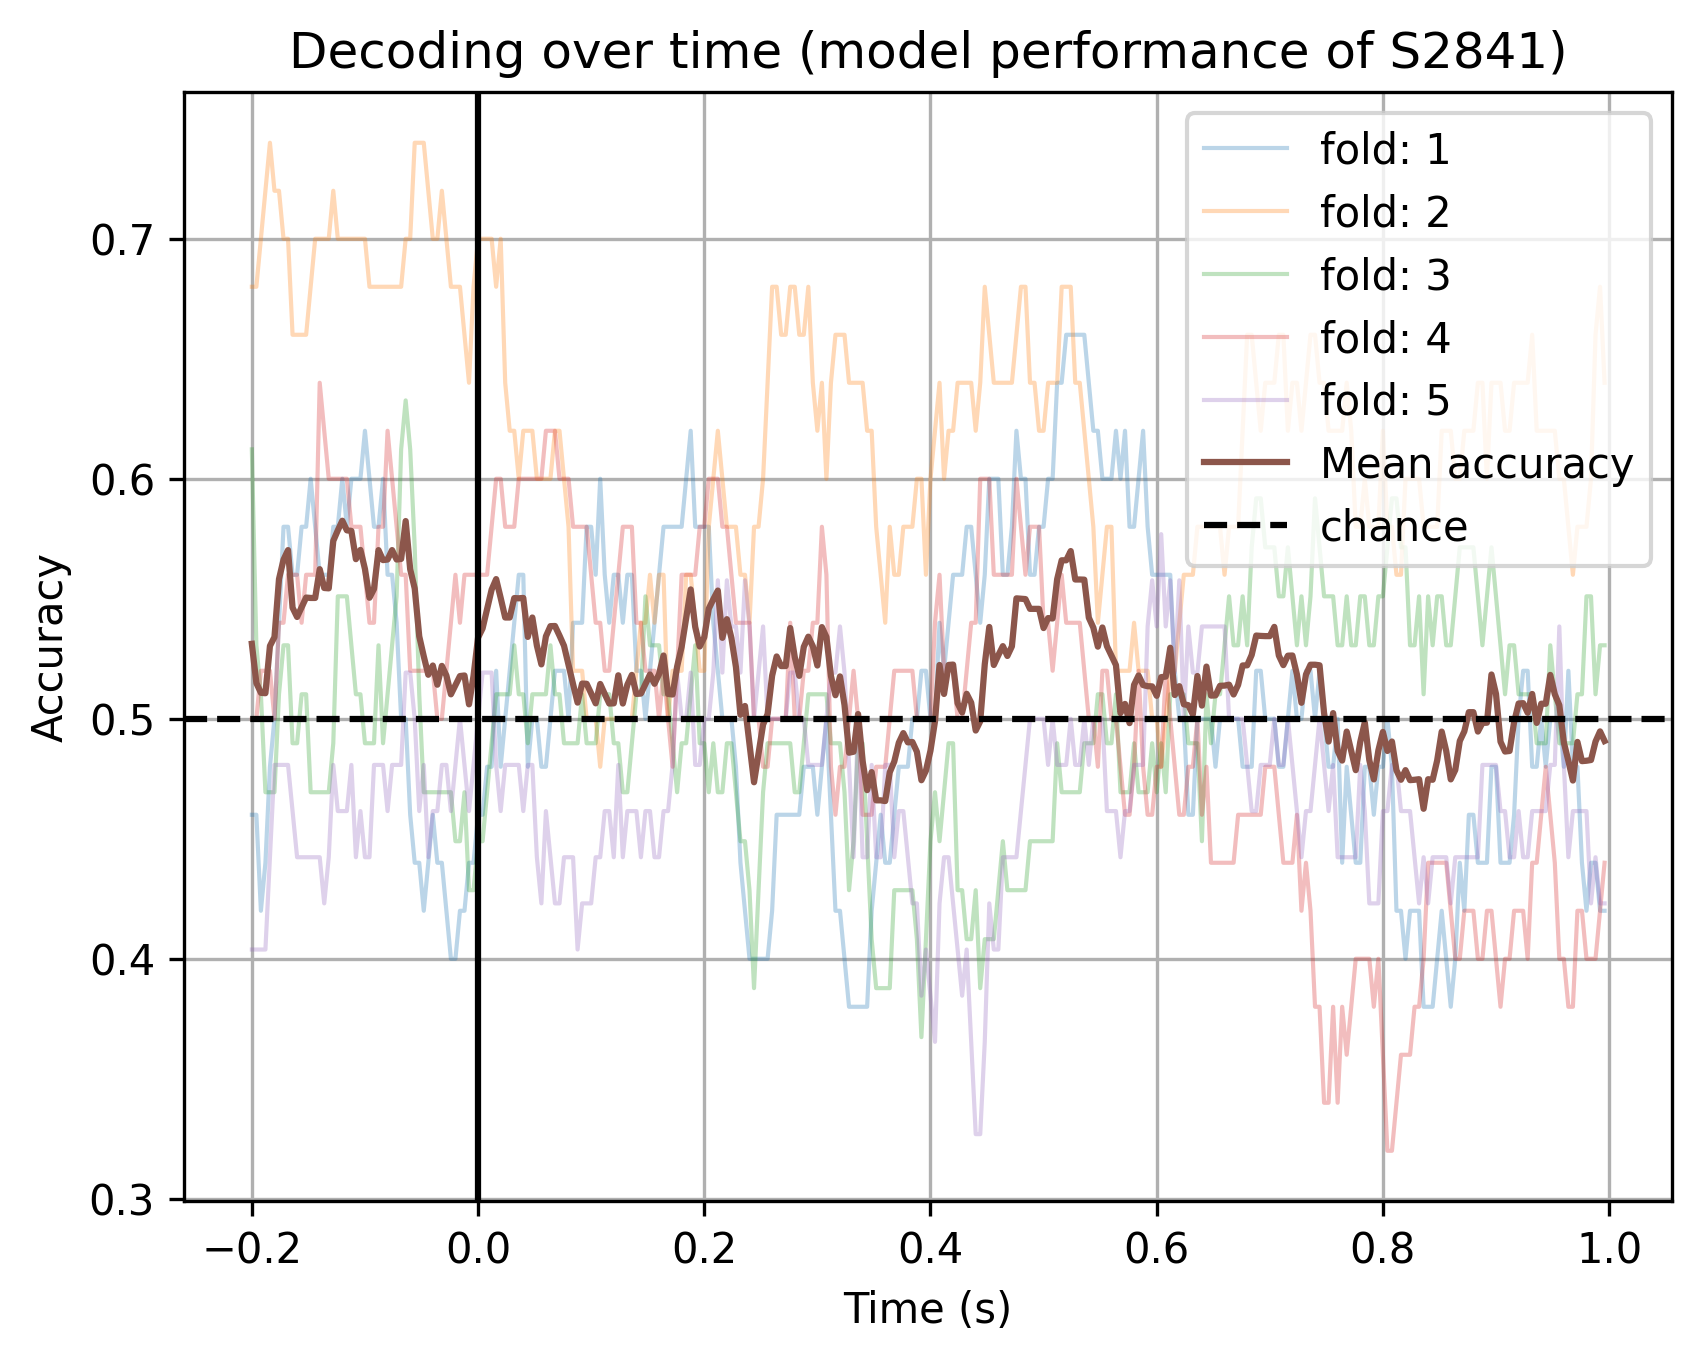 Decoding over time (model performance of S2841)
fold: 1
fold: 2
fold: 3
fold: 4
fold: 5
Mean accuracy
chance
Accuracy
0.7
0.6
0.5
0.4
0.3
−0.2 0.0 0.2 0.4 0.6 0.8 1.0
Time (s)